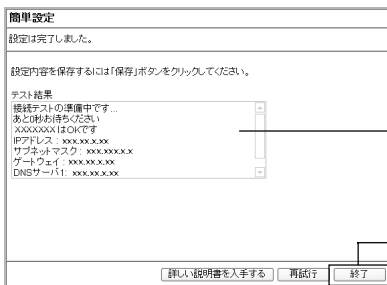 簡単設定
設定は完了しました。
設定内容を保存するには「保存」ボタンをクリックしてください。
テスト結果
接続テストの準備中です...
あと0秒お待ちください
XXXXXXX はOKです
IPアドレス : xxx.xx.x.xx
サブネットマスク : xxx.xxx.x.x
ゲートウェイ : xxx.xx.x.xx
DNSサーバ1: xxx.xx.x.xx
詳しい説明書を入手する 再試行 終了